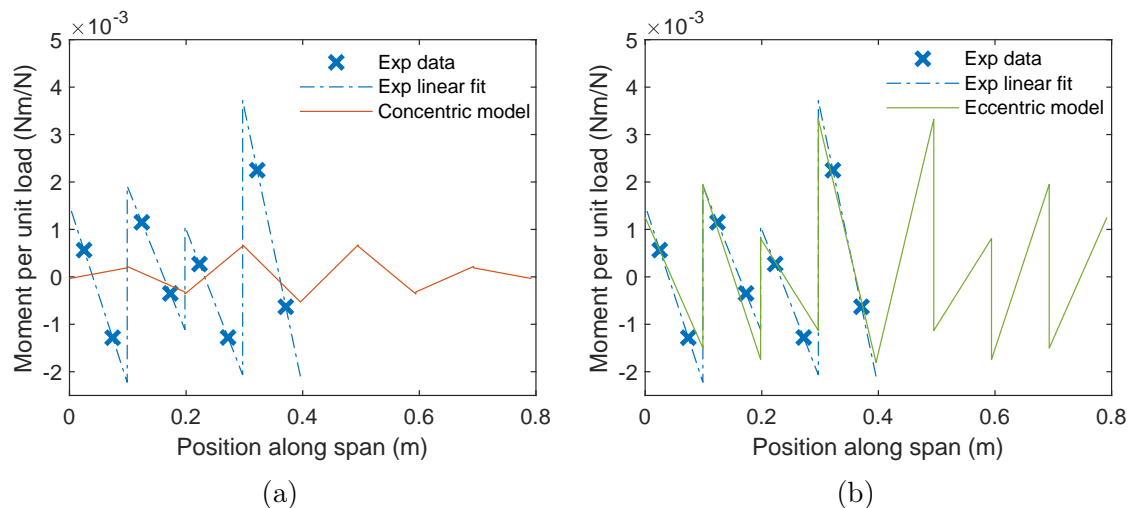 ×10⁻³
5
4
3
2
1
0
-1
-2
0
0.2
0.4
0.6
0.8
Moment per unit load (Nm/N)
Position along span (m)
Exp data
Exp linear fit
Concentric model
(a)
×10⁻³
5
4
3
2
1
0
-1
-2
0
0.2
0.4
0.6
0.8
Moment per unit load (Nm/N)
Position along span (m)
Exp data
Exp linear fit
Eccentric model
(b)